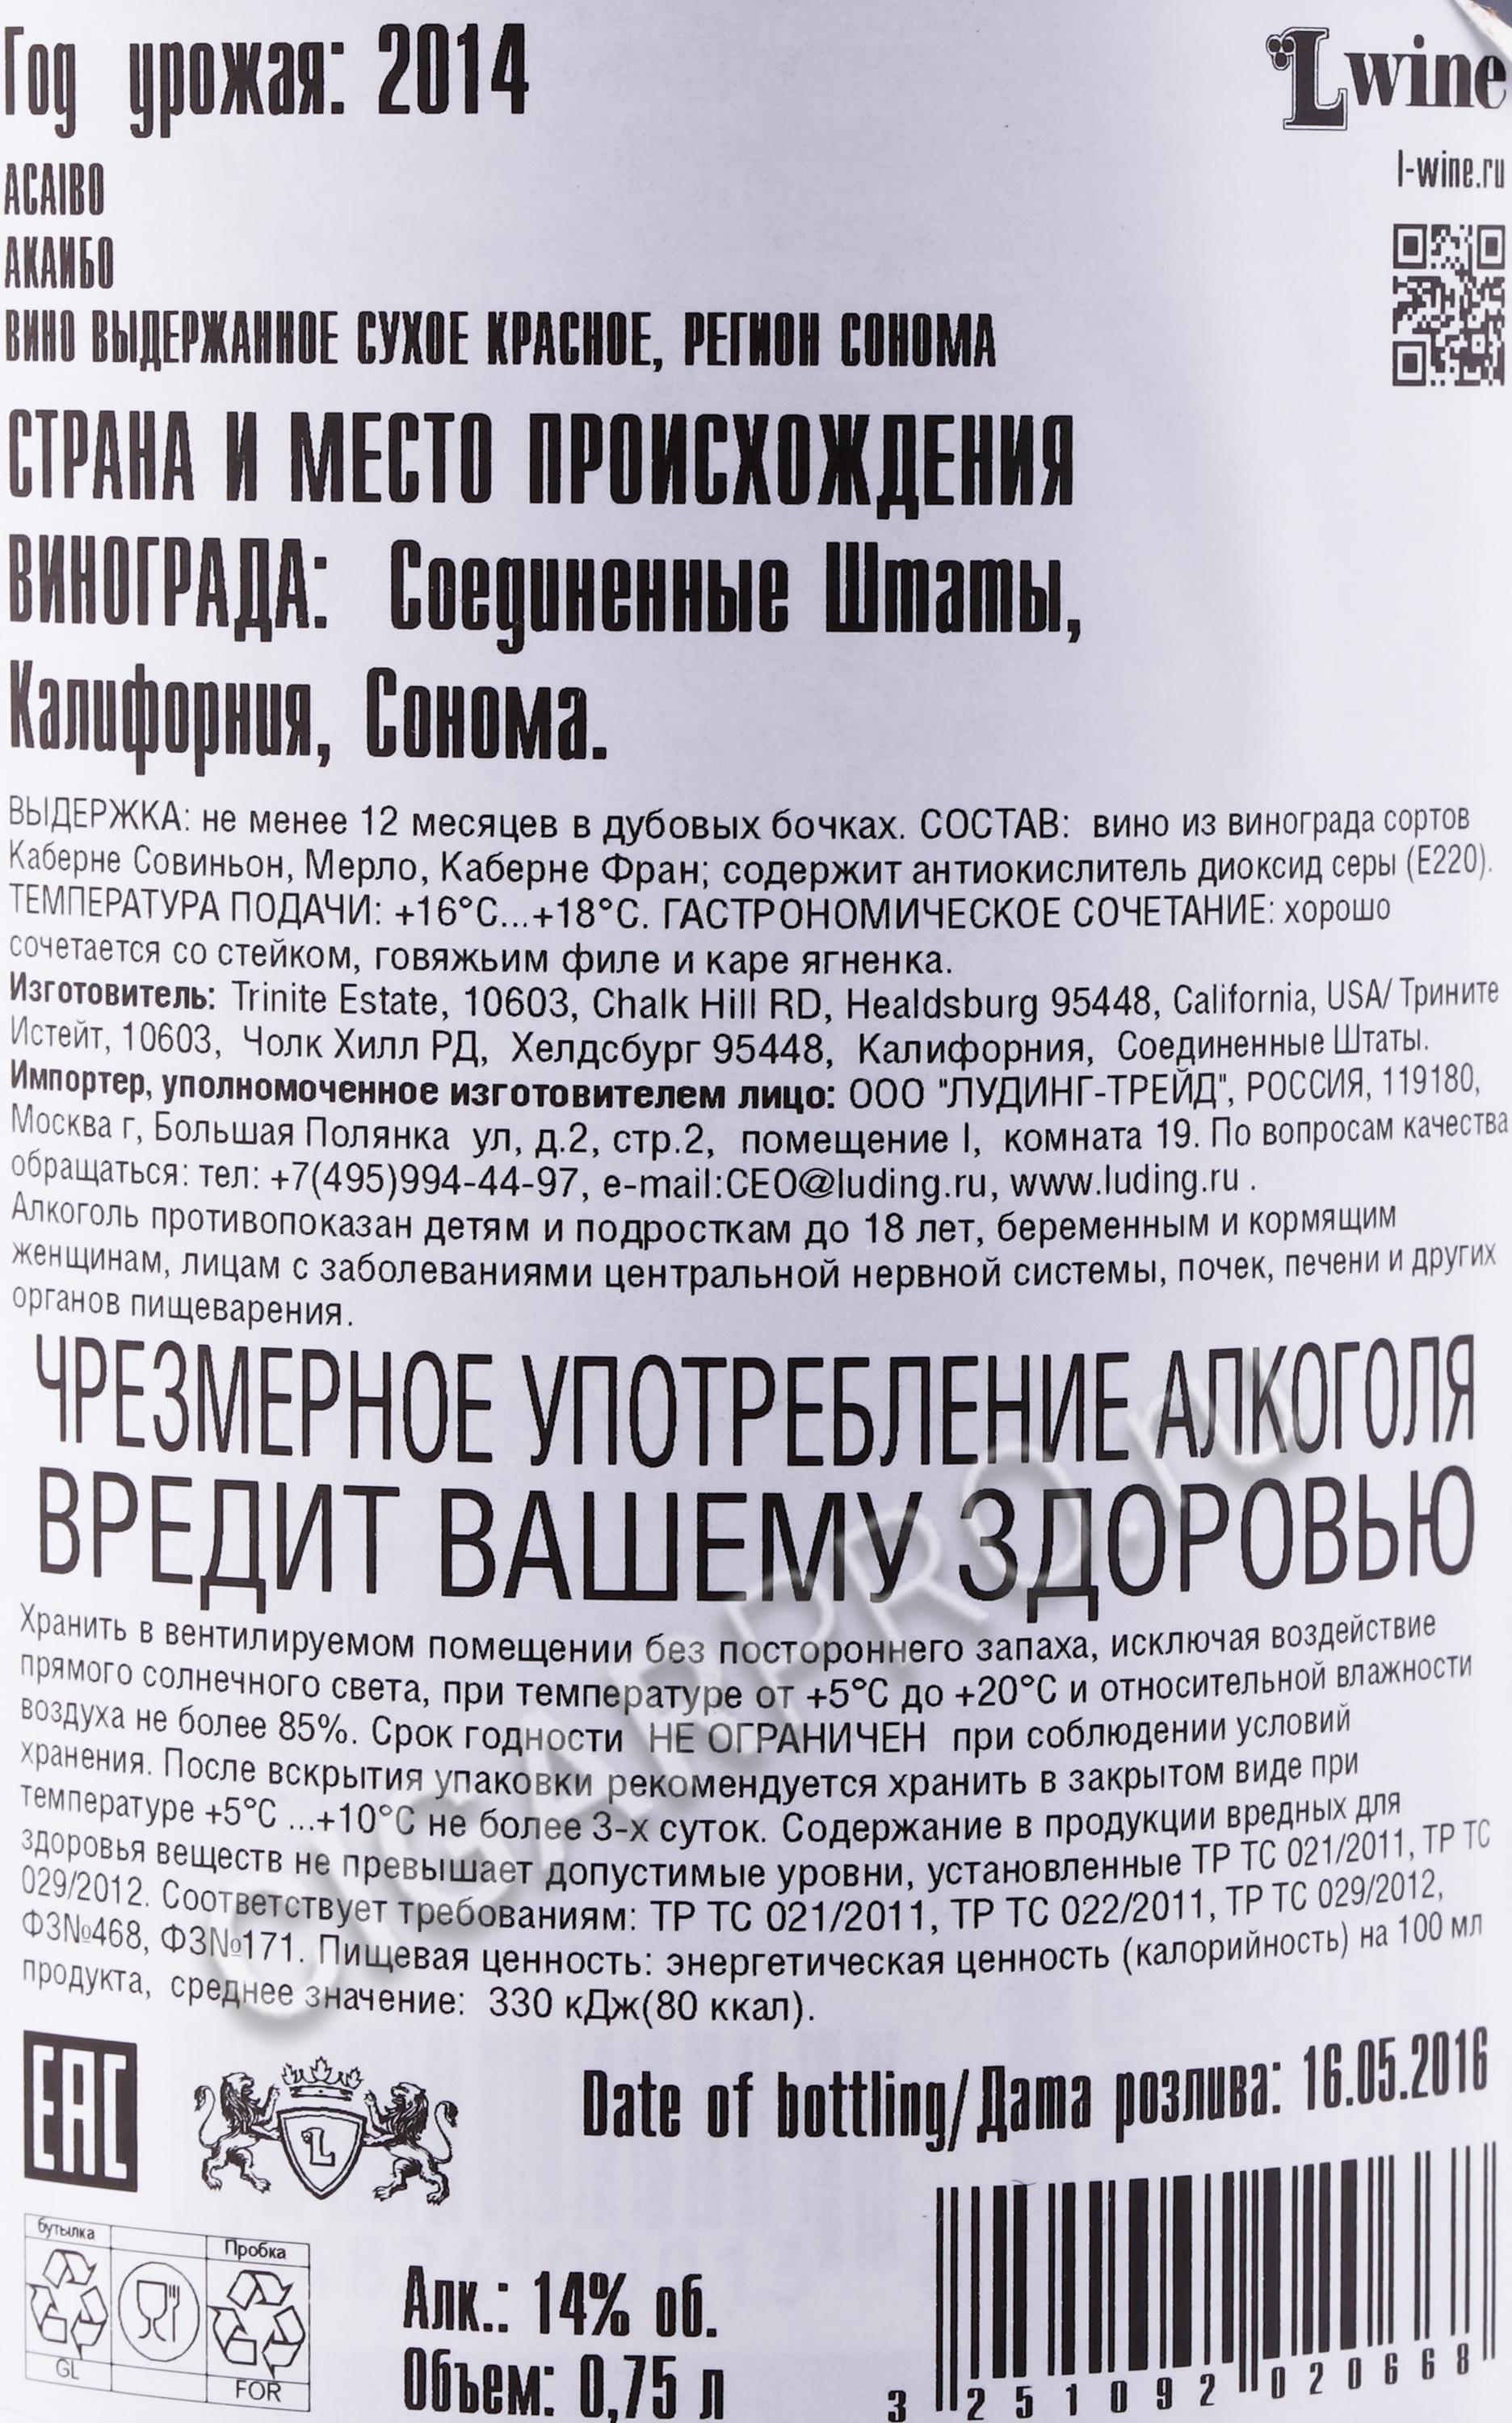 Год урожая: 2014
Lwine
l-wine.ru
ACAIBO
АКАИБО
ВИНО ВЫДЕРЖАННОЕ СУХОЕ КРАСНОЕ, РЕГИОН СОНОМА
СТРАНА И МЕСТО ПРОИСХОЖДЕНИЯ
ВИНОГРАДА: Соединенные Штаты,
Калифорния, Сонома.
ВЫДЕРЖКА: не менее 12 месяцев в дубовых бочках. СОСТАВ: вино из винограда сортов
Каберне Совиньон, Мерло, Каберне Фран; содержит антиокислитель диоксид серы (Е220).
ТЕМПЕРАТУРА ПОДАЧИ: +16°С...+18°С. ГАСТРОНОМИЧЕСКОЕ СОЧЕТАНИЕ: хорошо
сочетается со стейком, говяжьим филе и каре ягненка.
Изготовитель: Trinite Estate, 10603, Chalk Hill RD, Healdsburg 95448, California, USA/ Трините
Истейт, 10603, Чолк Хилл РД, Хелдсбург 95448, Калифорния, Соединенные Штаты.
Импортер, уполномоченное изготовителем лицо: ООО "ЛУДИНГ-ТРЕЙД", РОССИЯ, 119180,
Москва г, Большая Полянка ул, д.2, стр.2, помещение I, комната 19. По вопросам качества
обращаться: тел: +7(495)994-44-97, e-mail:CEO@luding.ru, www.luding.ru .
Алкоголь противопоказан детям и подросткам до 18 лет, беременным и кормящим
женщинам, лицам с заболеваниями центральной нервной системы, почек, печени и других
органов пищеварения.
ЧРЕЗМЕРНОЕ УПОТРЕБЛЕНИЕ АЛКОГОЛЯ
ВРЕДИТ ВАШЕМУ ЗДОРОВЬЮ
Хранить в вентилируемом помещении без постороннего запаха, исключая воздействие
прямого солнечного света, при температуре от +5°С до +20°С и относительной влажности
воздуха не более 85%. Срок годности НЕ ОГРАНИЧЕН при соблюдении условий
хранения. После вскрытия упаковки рекомендуется хранить в закрытом виде при
температуре +5°С ...+10°С не более 3-х суток. Содержание в продукции вредных для
здоровья веществ не превышает допустимые уровни, установленные ТР ТС 021/2011, ТР ТС
029/2012. Соответствует требованиям: ТР ТС 021/2011, ТР ТС 022/2011, ТР ТС 029/2012,
ФЗ№468, ФЗ№171. Пищевая ценность: энергетическая ценность (калорийность) на 100 мл
продукта, среднее значение: 330 кДж(80 ккал).
CIGARPRO.ru
EAC
L
Date of bottling/Дата розлива: 16.05.2016
бутылка
Пробка
GL
FOR
Алк.: 14% об.
Объем: 0,75 л
3 251092 020668